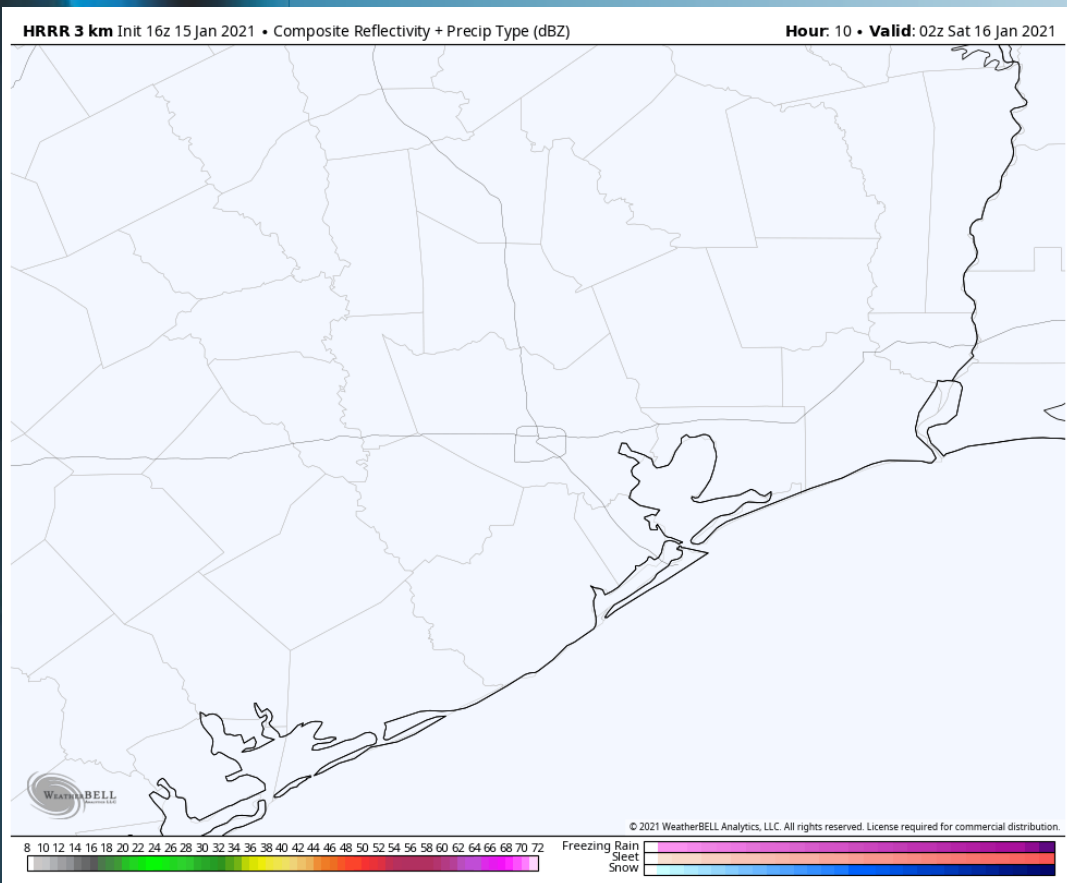 HRRR 3 km Init 16z 15 Jan 2021 • Composite Reflectivity + Precip Type (dBZ)
Hour: 10 • Valid: 02z Sat 16 Jan 2021
WEATHERBELL
Analytics LLC
© 2021 WeatherBELL Analytics, LLC. All rights reserved. License required for commercial distribution.
8 10 12 14 16 18 20 22 24 26 28 30 32 34 36 38 40 42 44 46 48 50 52 54 56 58 60 62 64 66 68 70 72
Freezing Rain
Sleet
Snow